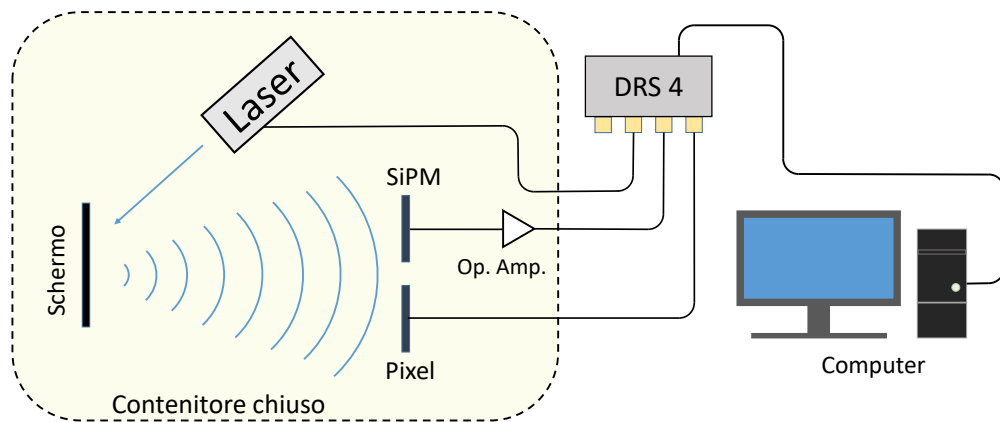 Laser
DRS 4
SiPM
Schermo
Op. Amp.
Pixel
Computer
Contenitore chiuso